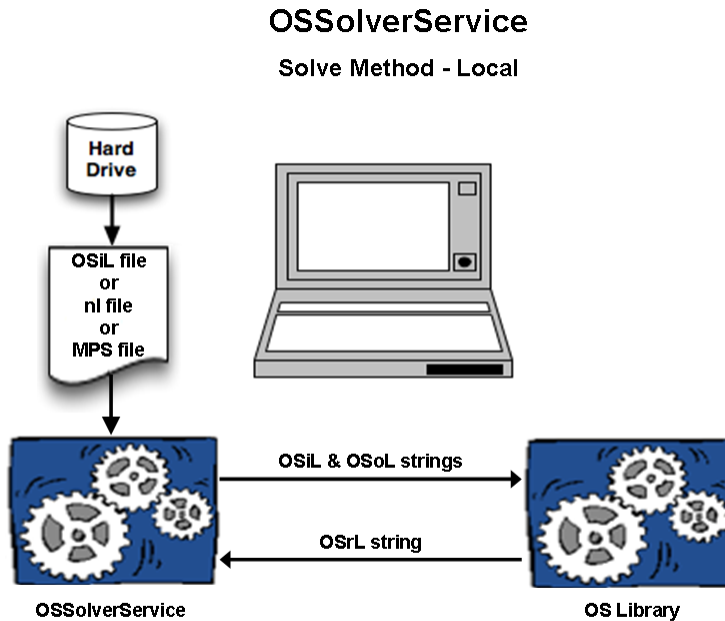 OSSolverService
Solve Method - Local
Hard
Drive
OSiL file
or
nl file
or
MPS file
OSiL & OSoL strings
OSrL string
OSSolverService
OS Library